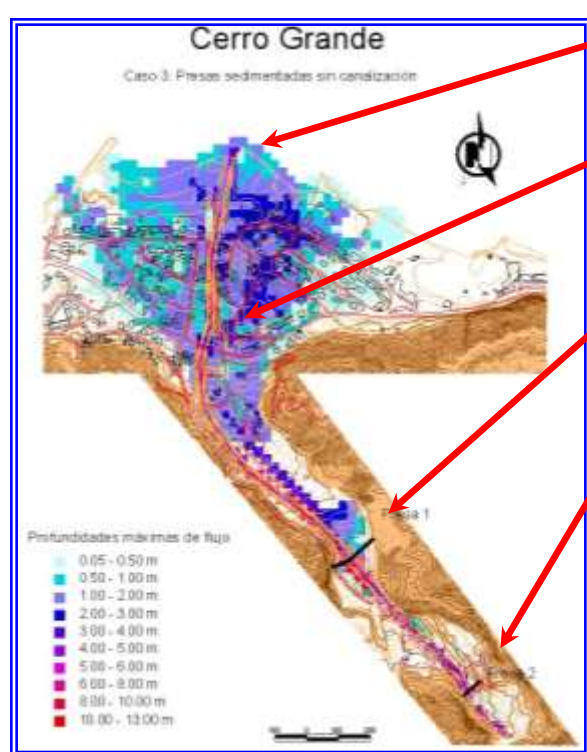 Cerro Grande
Caso 3: Presas sedimentadas sin canalización
N
1
2
Profundidades máximas de flujo
0.05 - 0.50 m
0.50 - 1.00 m
1.00 - 2.00 m
2.00 - 3.00 m
3.00 - 4.00 m
4.00 - 5.00 m
5.00 - 6.00 m
6.00 - 8.00 m
8.00 - 10.00 m
10.00 - 13.00 m